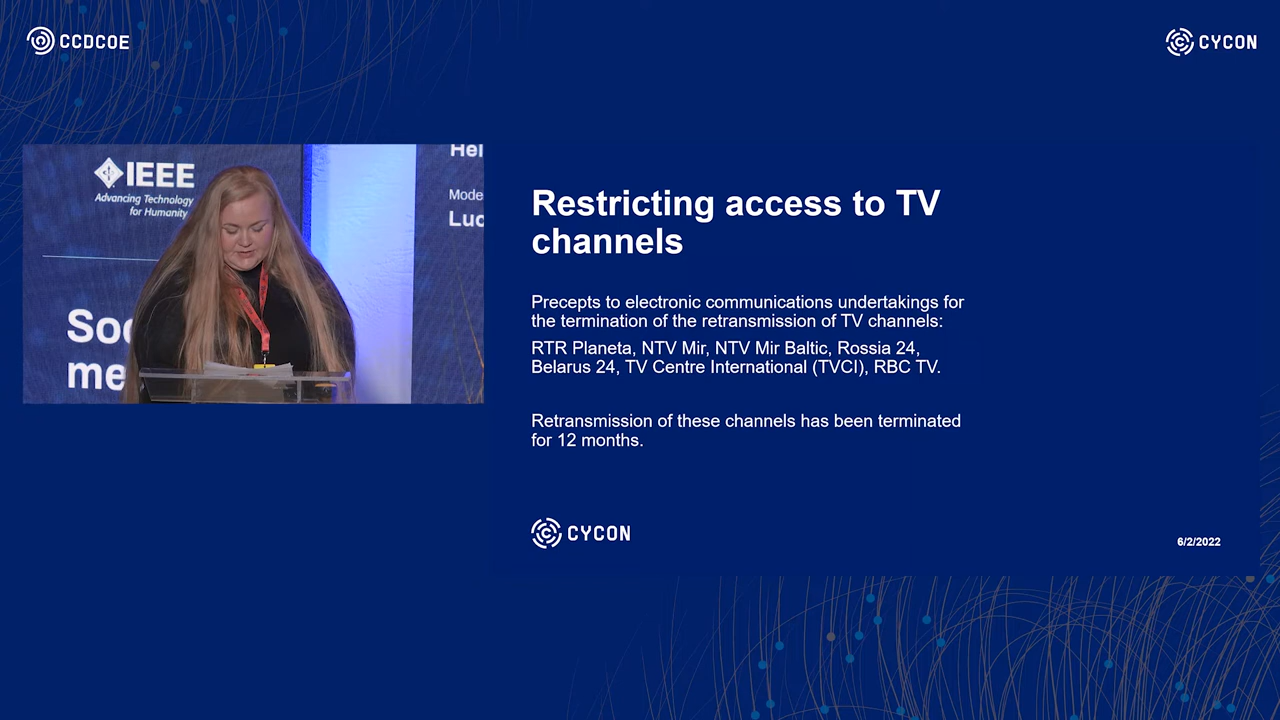 CCDCOE
CYCON
IEEE
Advancing Technology
for Humanity
Mode
Restricting access to TV
channels
Precepts to electronic communications undertakings for
the termination of the retransmission of TV channels:
RTR Planeta, NTV Mir, NTV Mir Baltic, Rossia 24,
Belarus 24, TV Centre International (TVCI), RBC TV.
Retransmission of these channels has been terminated
for 12 months.
CYCON
6/2/2022